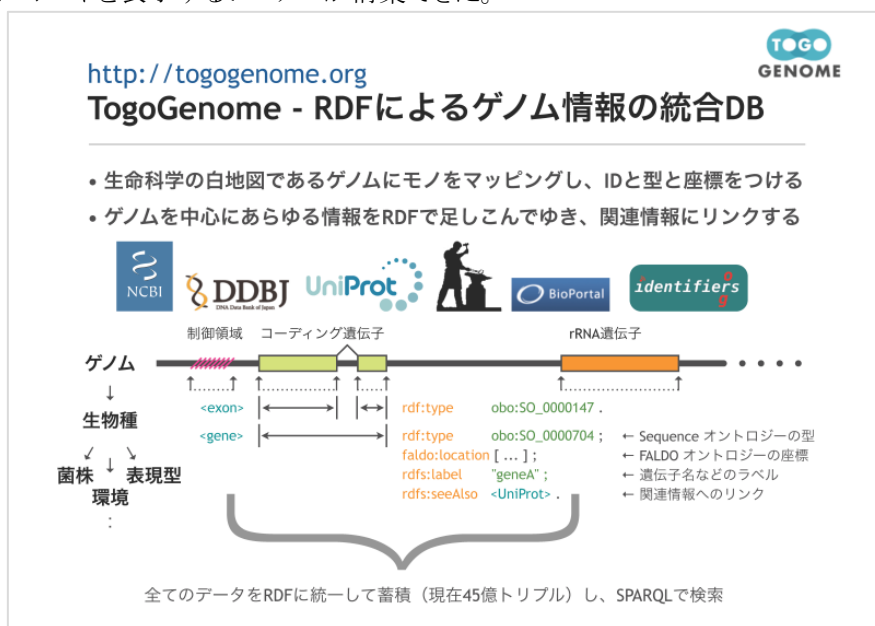 TOGO
GENOME
http://togogenome.org
TogoGenome - RDFによるゲノム情報の統合DB
• 生命科学の白地図であるゲノムにモノをマッピングし、IDと型と座標をつける
• ゲノムを中心にあらゆる情報をRDFで足しこんでゆき、関連情報にリンクする
NCBI
DDBJ
DNA Data Bank of Japan
UniProt
BioPortal
identifiers
org
制御領域 コーディング遺伝子 rRNA遺伝子
ゲノム
↓
<exon> rdf:type obo:SO_0000147 .
生物種
<gene> rdf:type obo:SO_0000704 ; ← Sequence オントロジーの型
faldo:location [ ... ] ; ← FALDO オントロジーの座標
↙ ↓ ↘
菌株 表現型
rdfs:label "geneA" ; ← 遺伝子名などのラベル
環境
rdfs:seeAlso <UniProt> . ← 関連情報へのリンク
:
全てのデータをRDFに統一して蓄積（現在45億トリプル）し、SPARQLで検索